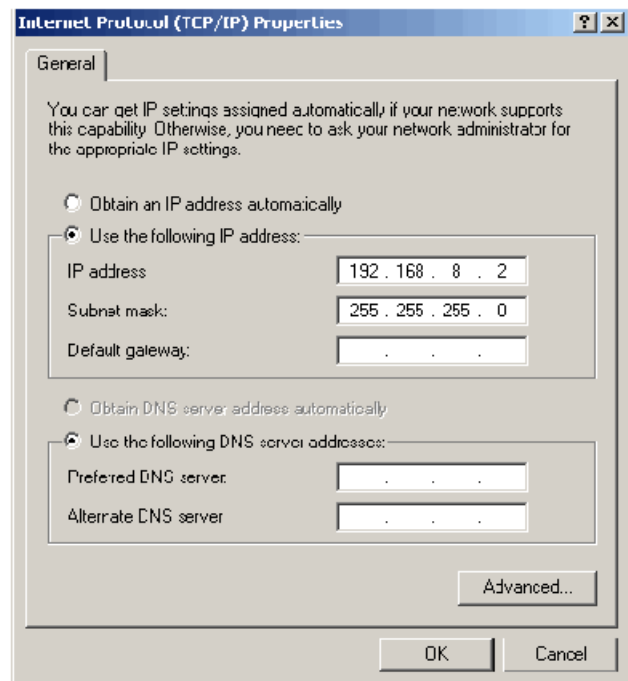 Internet Protocol (TCP/IP) Properties
General
You can get IP settings assigned automatically if your network supports
this capability. Otherwise, you need to ask your network administrator for
the appropriate IP settings.
Obtain an IP address automatically
Use the following IP address:
IP address
192 . 168 . 8 . 2
Subnet mask:
255 . 255 . 255 . 0
Default gateway:
. . .
Obtain DNS server address automatically
Use the following DNS server addresses:
Preferred DNS server:
. . .
Alternate DNS server
. . .
Advanced...
OK
Cancel